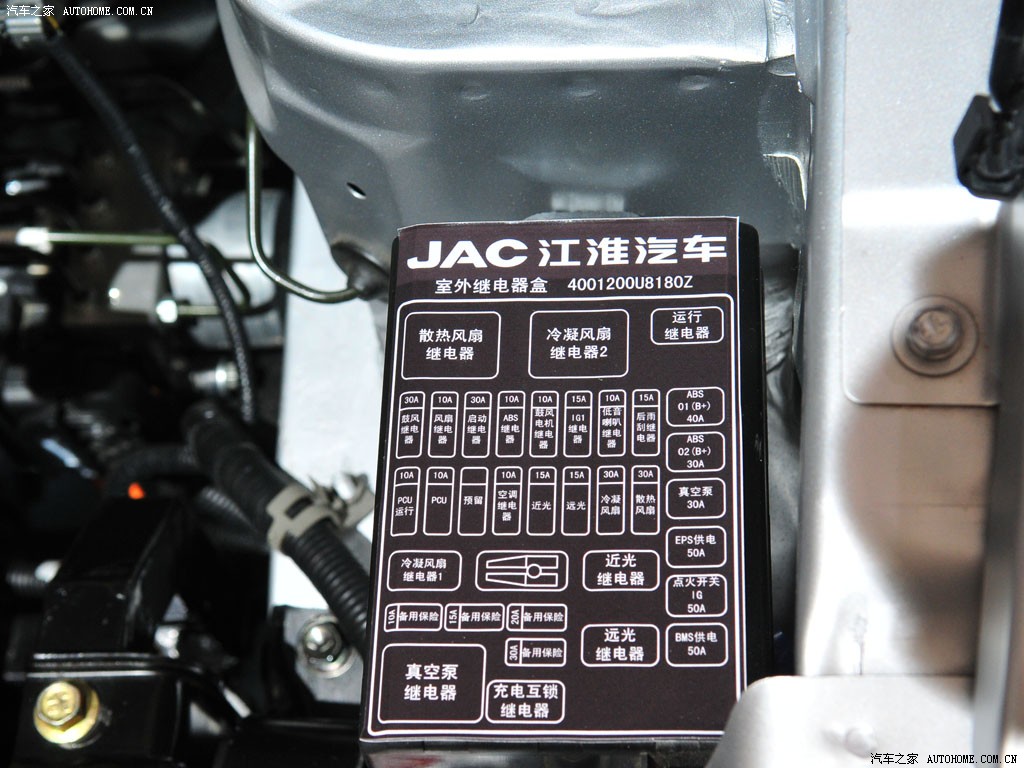 汽车之家 AUTOHOME.COM.CN
JAC 江淮汽车
室外继电器盒 4001200U8180Z
散热风扇
继电器
冷凝风扇
继电器2
运行
继电器
30A
鼓风
继电
器
10A
风扇
继电
器
30A
启动
继电
器
10A
ABS
继电
器
10A
鼓风
电机
继电
器
15A
IG1
继电
器
10A
低音
喇叭
继电
器
15A
后雨
刮继
电器
ABS
01(B+)
40A
ABS
02(B+)
30A
10A
PCU
运行
10A
PCU
预留
10A
空调
继电
器
15A
近光
15A
远光
30A
冷凝
风扇
30A
散热
风扇
真空泵
30A
EPS供电
50A
冷凝风扇
继电器1
近光
继电器
点火开关
IG
50A
10A 备用保险
15A 备用保险
20A 备用保险
30A 备用保险
远光
继电器
BMS供电
50A
真空泵
继电器
充电互锁
继电器
汽车之家 AUTOHOME.COM.CN